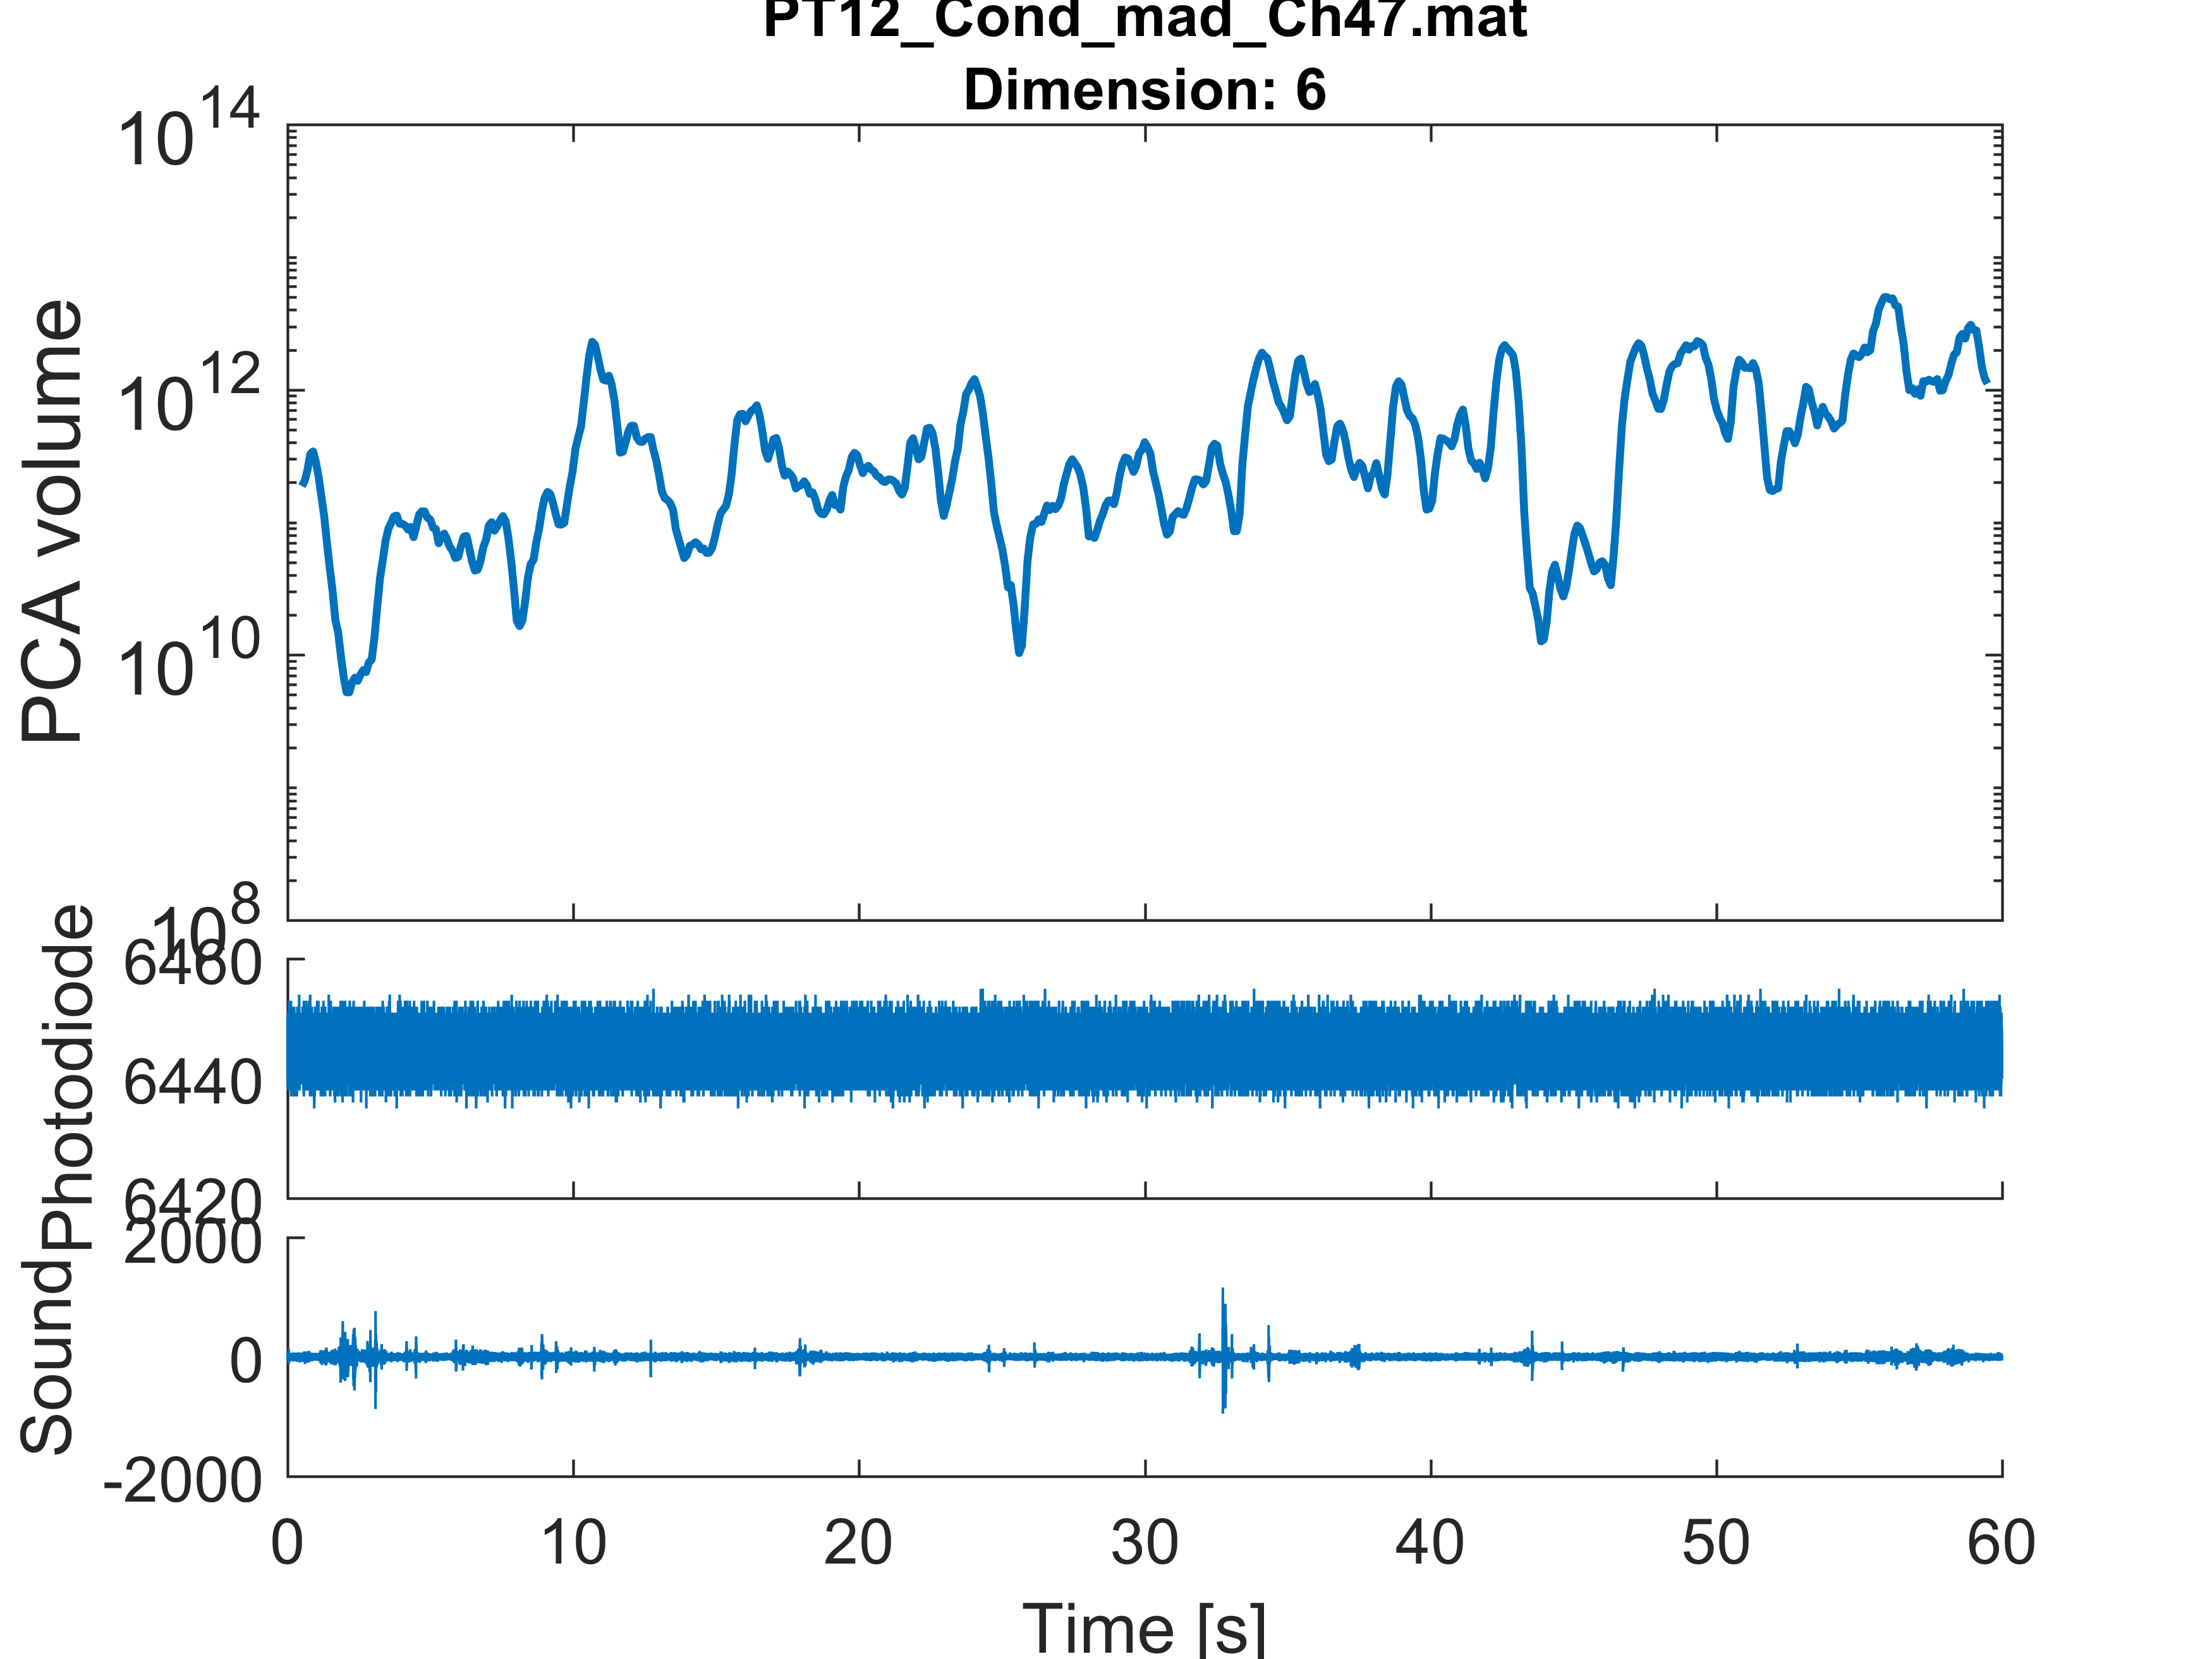 PT12_Cond_mad_Ch47.mat
Dimension: 6
PCA volume
10^14
10^12
10^10
10^8
Photodiode
6460
6440
6420
Sound
2000
0
-2000
0 10 20 30 40 50 60
Time [s]